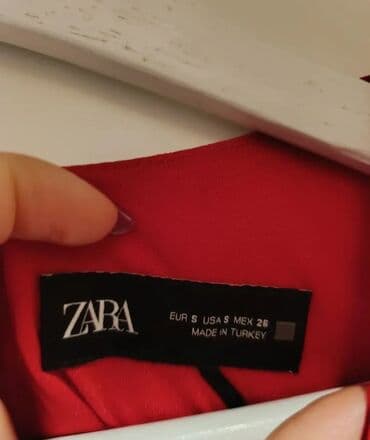 ZARA
EUR S USA S MEX 26
MADE IN TURKEY